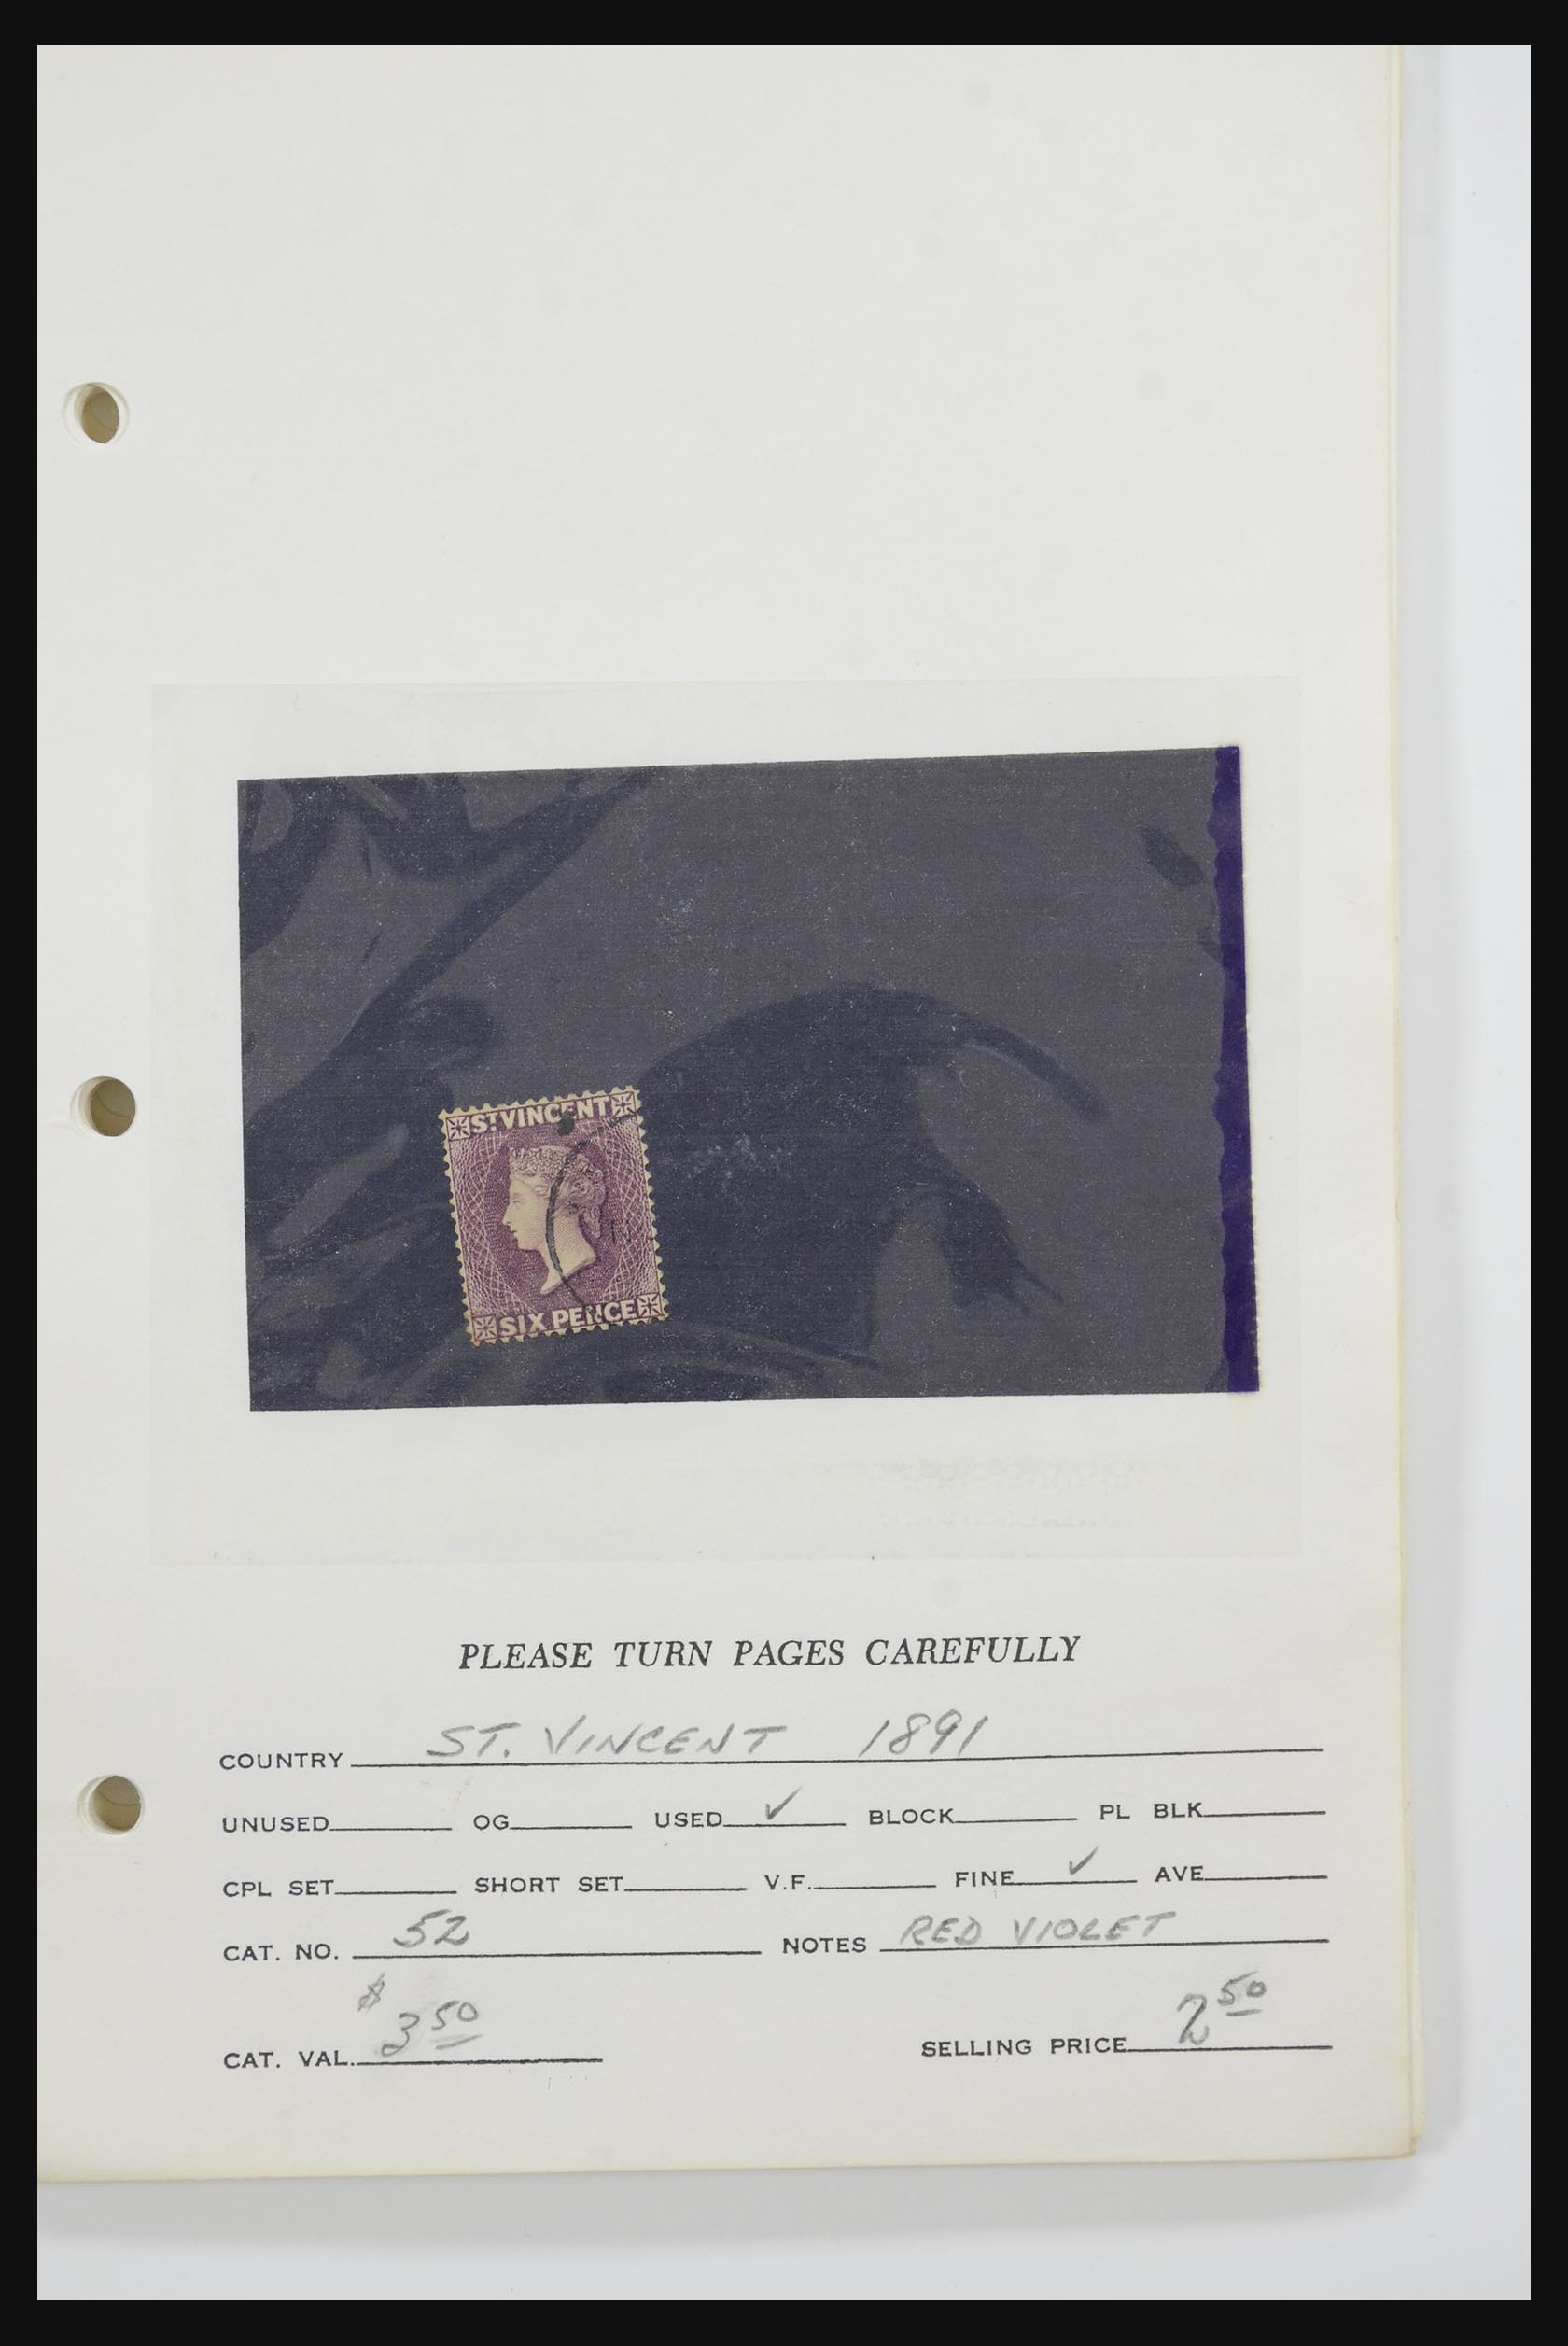 ST VINCENT
SIX PENCE
PLEASE TURN PAGES CAREFULLY
COUNTRY ST. VINCENT 1891
UNUSED OG USED ✓ BLOCK PL BLK
CPL SET SHORT SET V.F. FINE ✓ AVE
CAT. NO. 52 NOTES RED VIOLET
CAT. VAL. $ 3 50 SELLING PRICE 2 50